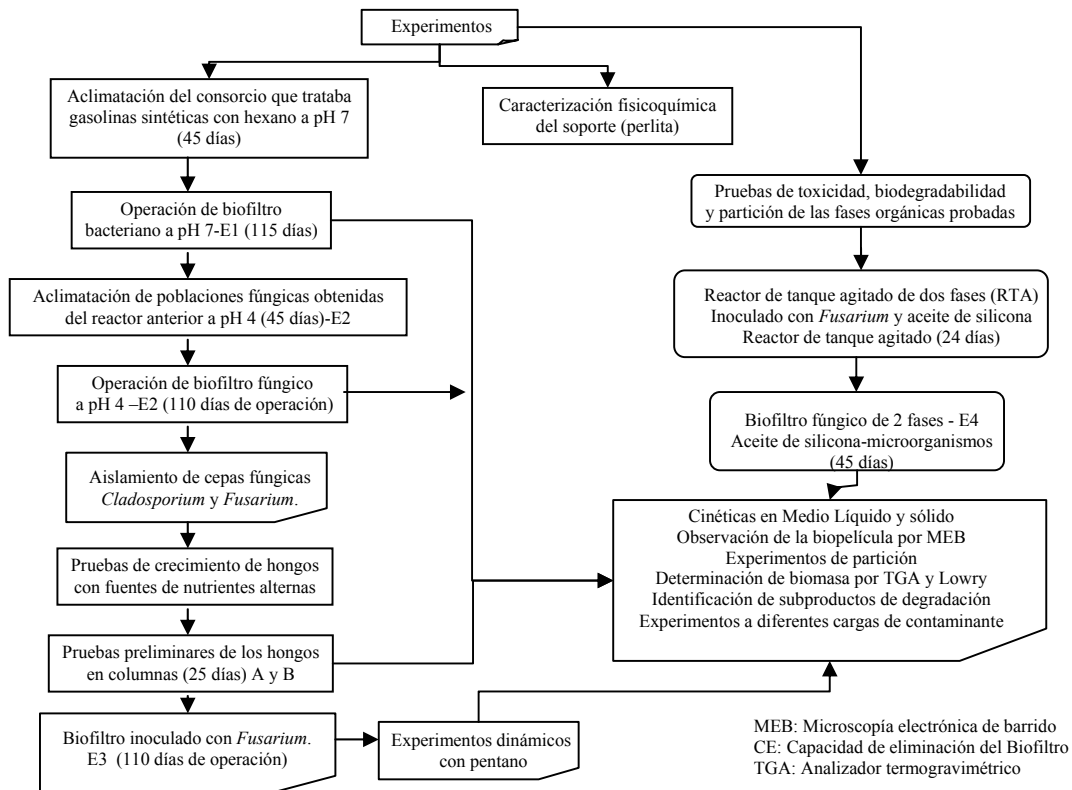 Experimentos
Aclimatación del consorcio que trataba
gasolinas sintéticas con hexano a pH 7
(45 días)
Caracterización fisicoquímica
del soporte (perlita)
Operación de biofiltro
bacteriano a pH 7-E1 (115 días)
Aclimatación de poblaciones fúngicas obtenidas
del reactor anterior a pH 4 (45 días)-E2
Operación de biofiltro fúngico
a pH 4 –E2 (110 días de operación)
Aislamiento de cepas fúngicas
Cladosporium y Fusarium.
Pruebas de crecimiento de hongos
con fuentes de nutrientes alternas
Pruebas preliminares de los hongos
en columnas (25 días) A y B
Biofiltro inoculado con Fusarium.
E3 (110 días de operación)
Experimentos dinámicos
con pentano
Pruebas de toxicidad, biodegradabilidad
y partición de las fases orgánicas probadas
Reactor de tanque agitado de dos fases (RTA)
Inoculado con Fusarium y aceite de silicona
Reactor de tanque agitado (24 días)
Biofiltro fúngico de 2 fases - E4
Aceite de silicona-microorganismos
(45 días)
Cinéticas en Medio Líquido y sólido
Observación de la biopelícula por MEB
Experimentos de partición
Determinación de biomasa por TGA y Lowry
Identificación de subproductos de degradación
Experimentos a diferentes cargas de contaminante
MEB: Microscopía electrónica de barrido
CE: Capacidad de eliminación del Biofiltro
TGA: Analizador termogravimétrico